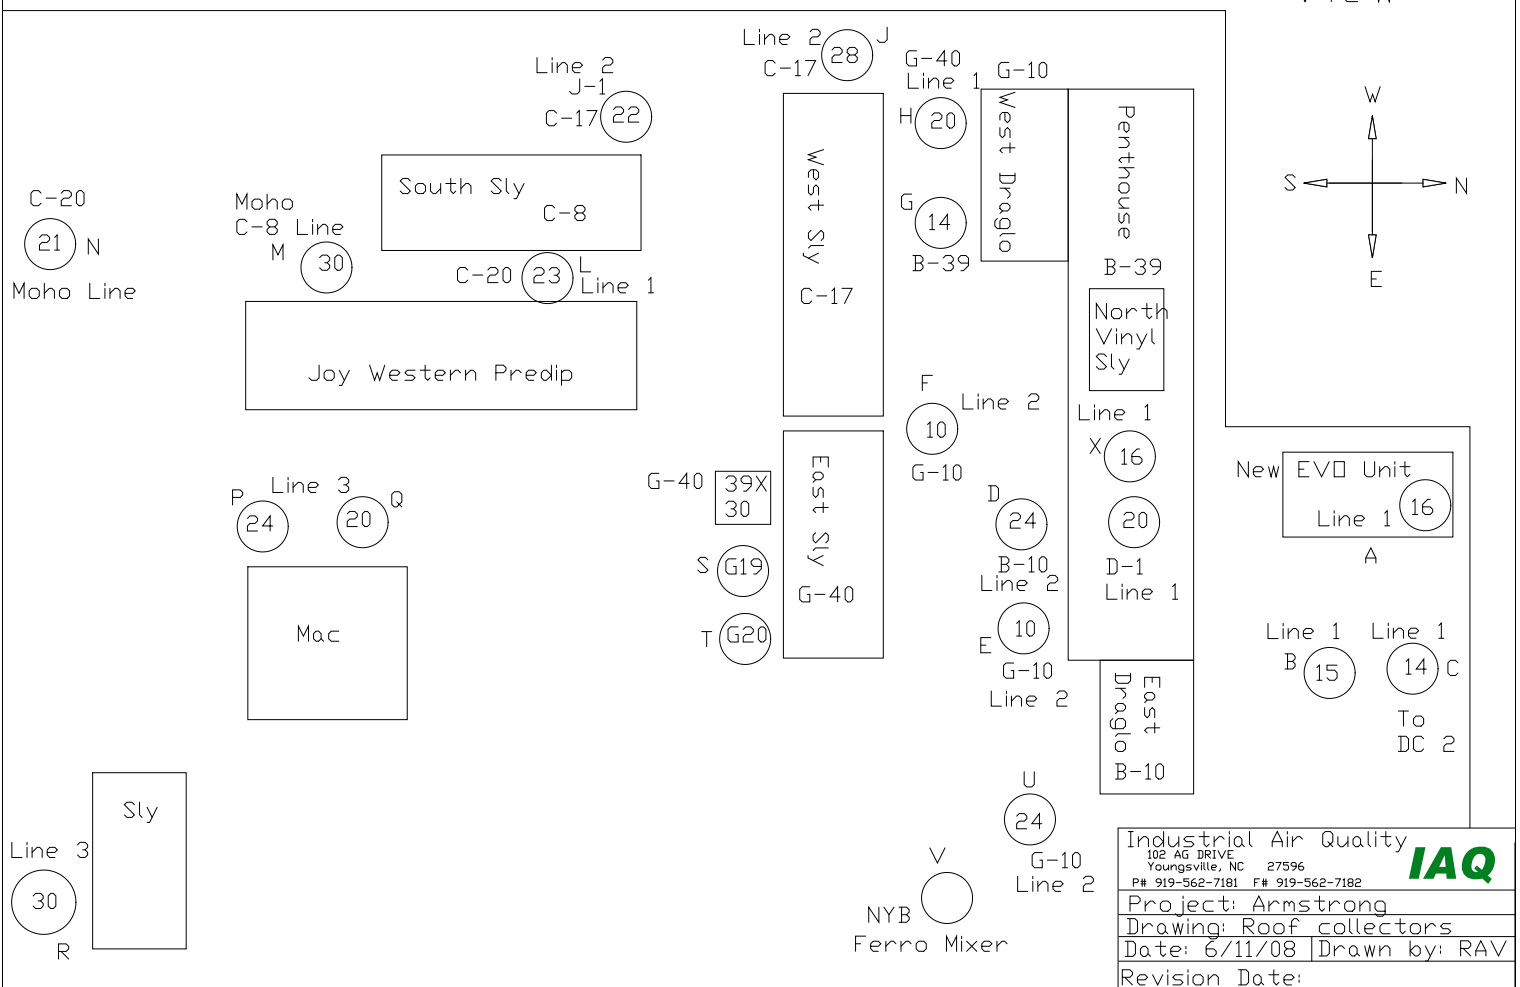 VIEW
Line 2
28
J
C-17
Line 2
J-1
C-17
22
G-40
Line 1
H
20
G-10
West Draglo
Penthouse
W
S
N
E
South Sly
C-8
West Sly
C-17
C-20
21
N
Moho Line
Moho
C-8 Line
M
30
C-20
23
L
Line 1
G
14
B-39
B-39
North
Vinyl
Sly
Joy Western Predip
F
Line 2
10
G-10
Line 1
X
16
New
EVO Unit
Line 1
16
A
P
Line 3
Q
24
20
G-40
39X
30
East Sly
G-40
S
G19
T
G20
D
24
B-10
Line 2
20
D-1
Line 1
10
E
G-10
Line 2
Mac
Line 1
B
15
Line 1
14
C
To
DC 2
East
Draglo
B-10
Sly
Line 3
30
R
U
24
G-10
Line 2
V
NYB
Ferro Mixer
Industrial Air Quality
102 AG DRIVE
Youngsville, NC 27596
P# 919-562-7181 F# 919-562-7182
IAQ
Project: Armstrong
Drawing: Roof collectors
Date: 6/11/08
Drawn by: RAV
Revision Date: